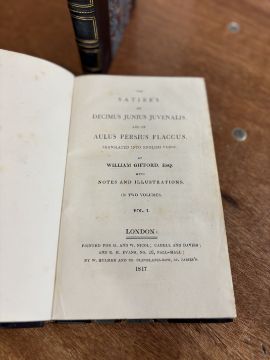 THE
SATIRES
OF
DECIMUS JUNIUS JUVENALIS,
AND OF
AULUS PERSIUS FLACCUS.
TRANSLATED INTO ENGLISH VERSE.
BY
WILLIAM GIFFORD, ESQ.
WITH
NOTES AND ILLUSTRATIONS.
IN TWO VOLUMES.
VOL. I.
LONDON:
PRINTED FOR G. AND W. NICOL; CADELL AND DAVIES;
AND R. H. EVANS, NO. 26, PALL-MALL;
BY W. BULMER AND CO. CLEVELAND-ROW, ST. JAMES'S.
1817